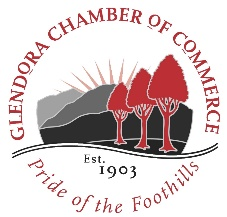 GLENDORA CHAMBER OF COMMERCE
Est.
1903
Pride of the Foothills